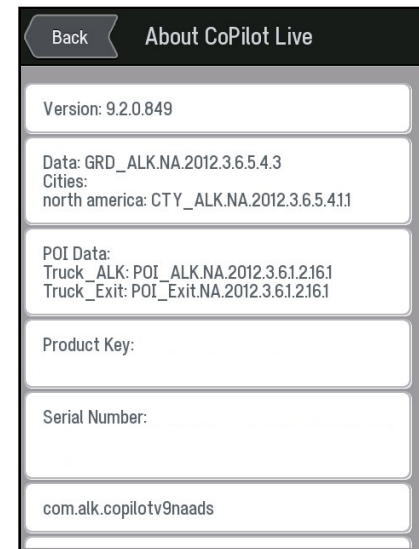 Back
About CoPilot Live
Version: 9.2.0.849
Data: GRD_ALK.NA.2012.3.6.5.4.3
Cities:
north america: CTY_ALK.NA.2012.3.6.5.4.1.1
POI Data:
Truck_ALK: POI_ALK.NA.2012.3.6.1.2.16.1
Truck_Exit: POI_Exit.NA.2012.3.6.1.2.16.1
Product Key:
Serial Number:
com.alk.copilotv9naads